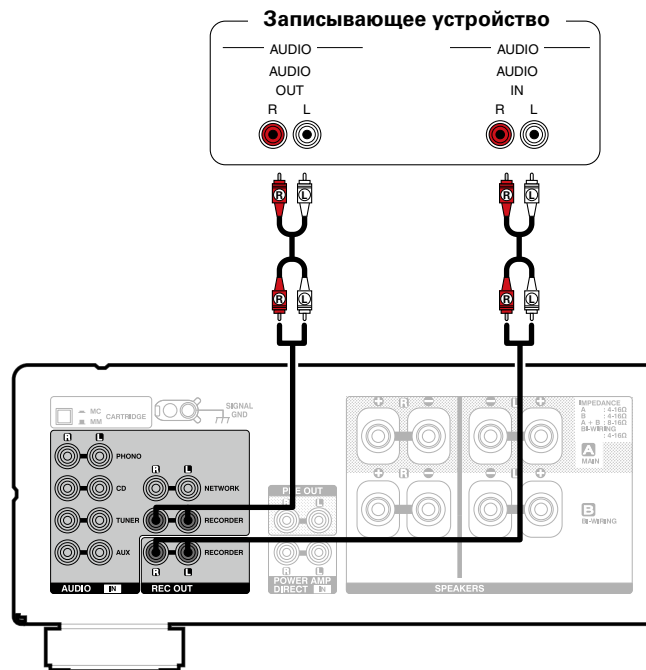 Записывающее устройство
AUDIO AUDIO
AUDIO AUDIO
OUT IN
R L R L
R L R L
R L R L
MC
MM
CARTRIDGE
SIGNAL
GND
R L
PHONO
CD
TUNER
AUX
R L
NETWORK
RECORDER
RECORDER
R L
AUDIO IN
REC OUT
PRE OUT
R L
R L
POWER AMP
DIRECT IN
R L
R L
SPEAKERS
IMPEDANCE
A : 4-16Ω
B : 4-16Ω
A + B : 8-16Ω
BI-WIRING
: 4-16Ω
A
MAIN
B
BI-WIRING